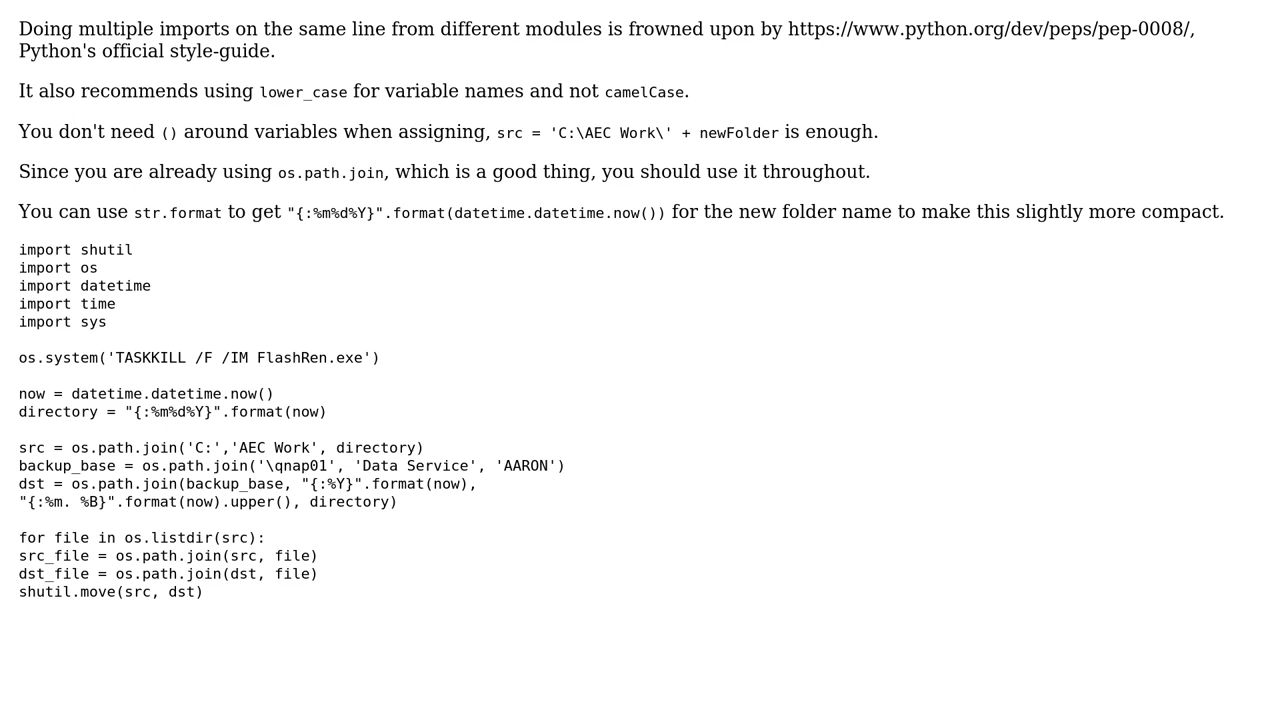 Doing multiple imports on the same line from different modules is frowned upon by https://www.python.org/dev/peps/pep-0008/,
Python's official style-guide.
It also recommends using lower_case for variable names and not camelCase.
You don't need () around variables when assigning, src = 'C:\AEC Work\' + newFolder is enough.
Since you are already using os.path.join, which is a good thing, you should use it throughout.
You can use str.format to get "{:%m%d%Y}".format(datetime.datetime.now()) for the new folder name to make this slightly more compact.
import shutil
import os
import datetime
import time
import sys
os.system('TASKKILL /F /IM FlashRen.exe')
now = datetime.datetime.now()
directory = "{:%m%d%Y}".format(now)
src = os.path.join('C:','AEC Work', directory)
backup_base = os.path.join('\qnap01', 'Data Service', 'AARON')
dst = os.path.join(backup_base, "{:%Y}".format(now),
"{:%m. %B}".format(now).upper(), directory)
for file in os.listdir(src):
src_file = os.path.join(src, file)
dst_file = os.path.join(dst, file)
shutil.move(src, dst)